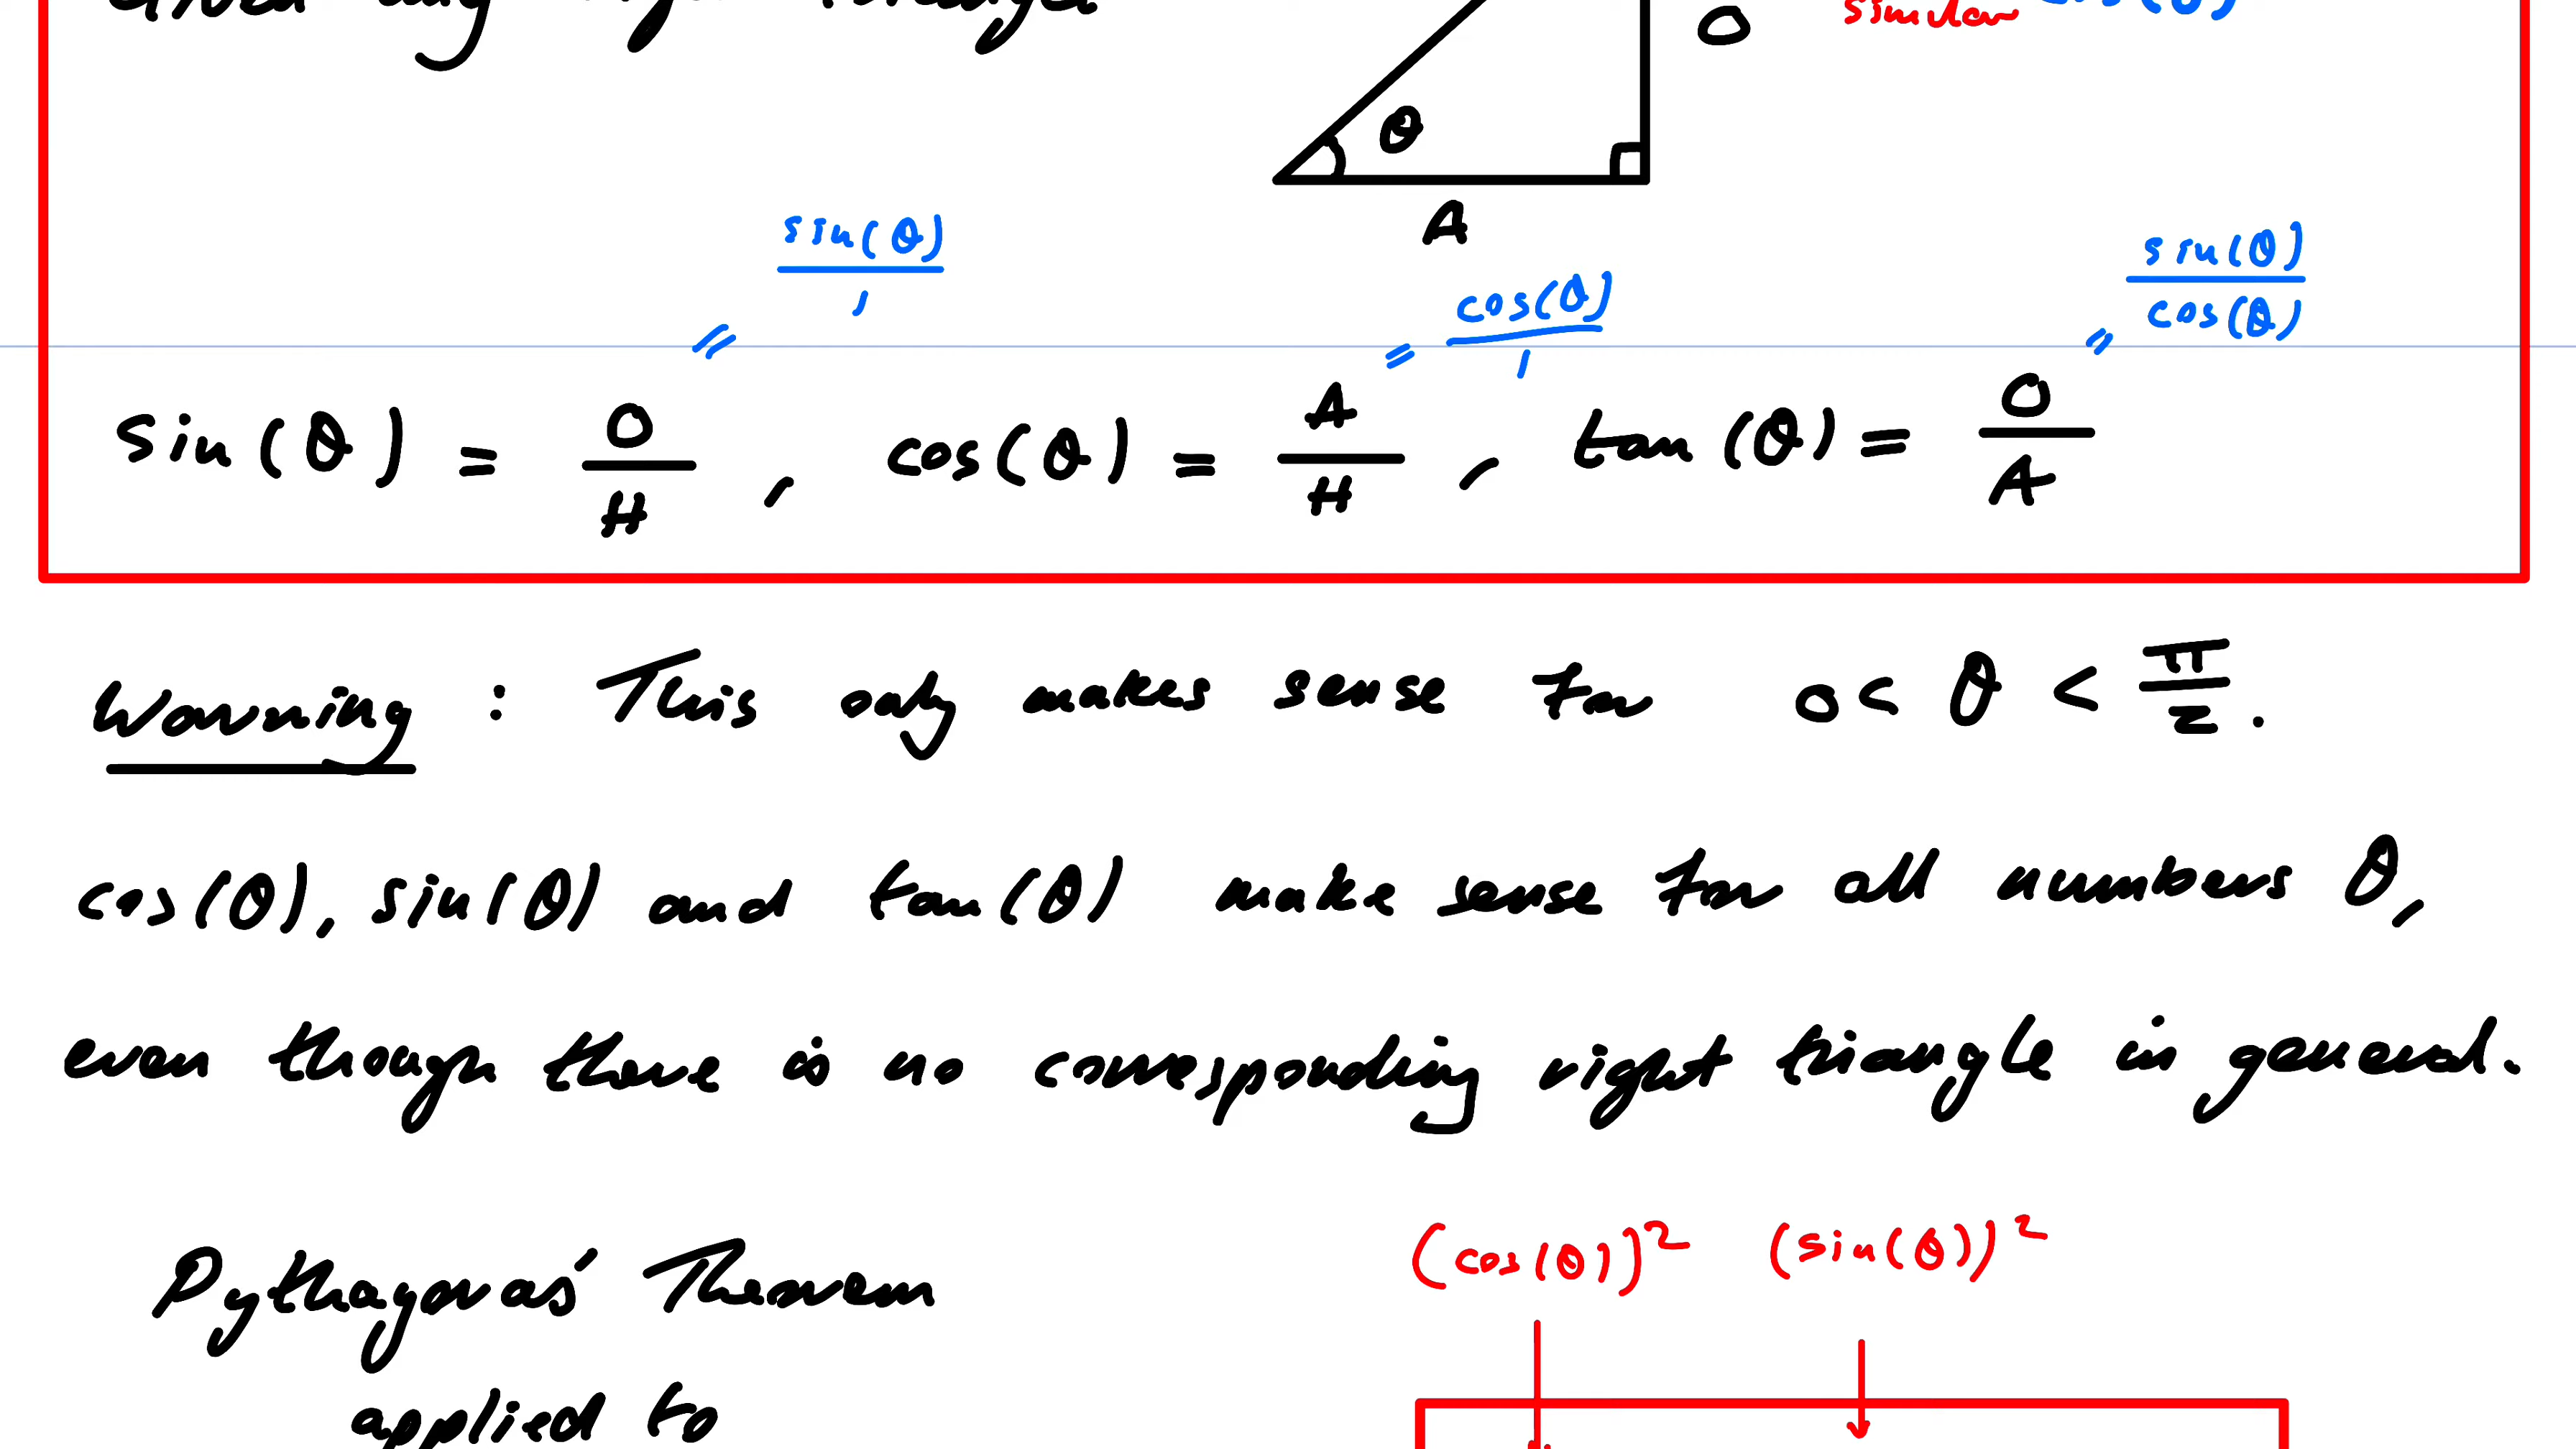 O similar
θ
A
sin(θ)/1 cos(θ)/1 sin(θ)/cos(θ)
= = =
sin(θ) = O/H , cos(θ) = A/H , tan(θ) = O/A
Warning : This only makes sense for 0 < θ < π/2 .
cos(θ), sin(θ) and tan(θ) make sense for all numbers θ,
even though there is no corresponding right triangle in general.
(cos(θ))² (sin(θ))²
Pythagoras' Theorem
applied to